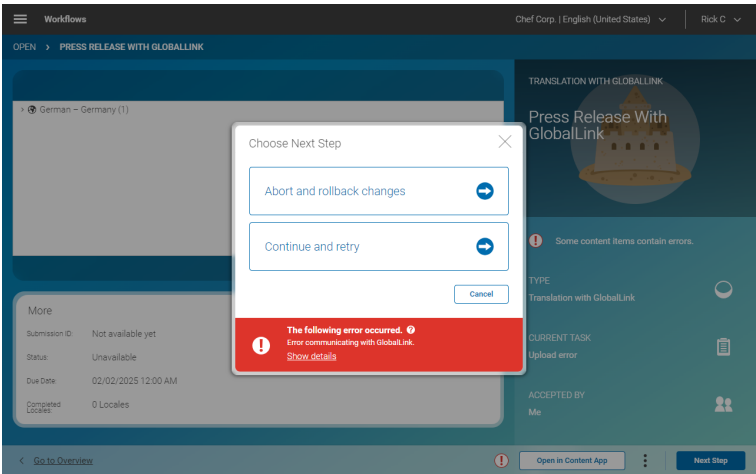 Workflows
Chef Corp. | English (United States)
Rick C
OPEN > PRESS RELEASE WITH GLOBALLINK
> German – Germany (1)
TRANSLATION WITH GLOBALLINK
Press Release With
GlobalLink
Choose Next Step
Abort and rollback changes
Continue and retry
Cancel
The following error occurred.
Error communicating with GlobalLink.
Show details
Some content items contain errors.
TYPE
Translation with GlobalLink
CURRENT TASK
Upload error
ACCEPTED BY
Me
More
Submission ID: Not available yet
Status: Unavailable
Due Date: 02/02/2025 12:00 AM
Completed
Locales: 0 Locales
< Go to Overview
Open in Content App
Next Step